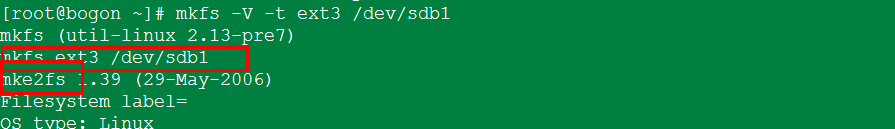 [root@bogon ~]# mkfs -V -t ext3 /dev/sdb1
mkfs (util-linux 2.13-pre7)
mkfs.ext3 /dev/sdb1
mke2fs 1.39 (29-May-2006)
Filesystem label=
OS type: Linux